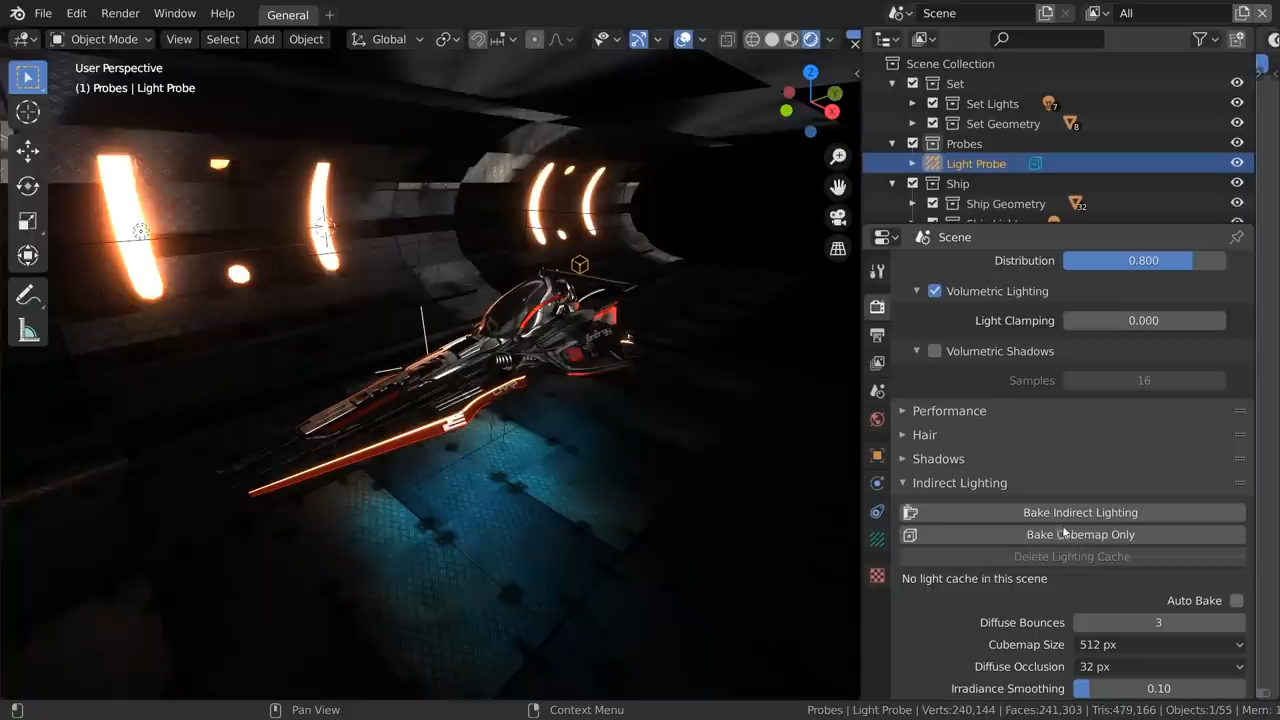 File Edit Render Window Help General Scene All
Object Mode View Select Add Object Global
User Perspective
(1) Probes | Light Probe
Z
Y
X
Scene Collection
Set
Set Lights 7
Set Geometry 8
Probes
Light Probe
Ship
Ship Geometry 32
Scene
Distribution 0.800
Volumetric Lighting
Light Clamping 0.000
Volumetric Shadows
Samples 16
Performance
Hair
Shadows
Indirect Lighting
Bake Indirect Lighting
Bake Cubemap Only
Delete Lighting Cache
No light cache in this scene
Auto Bake
Diffuse Bounces 3
Cubemap Size 512 px
Diffuse Occlusion 32 px
Irradiance Smoothing 0.10
Pan View Context Menu Probes | Light Probe | Verts:240,144 | Faces:241,303 | Tris:479,166 | Objects:1/55 | Mem: 1